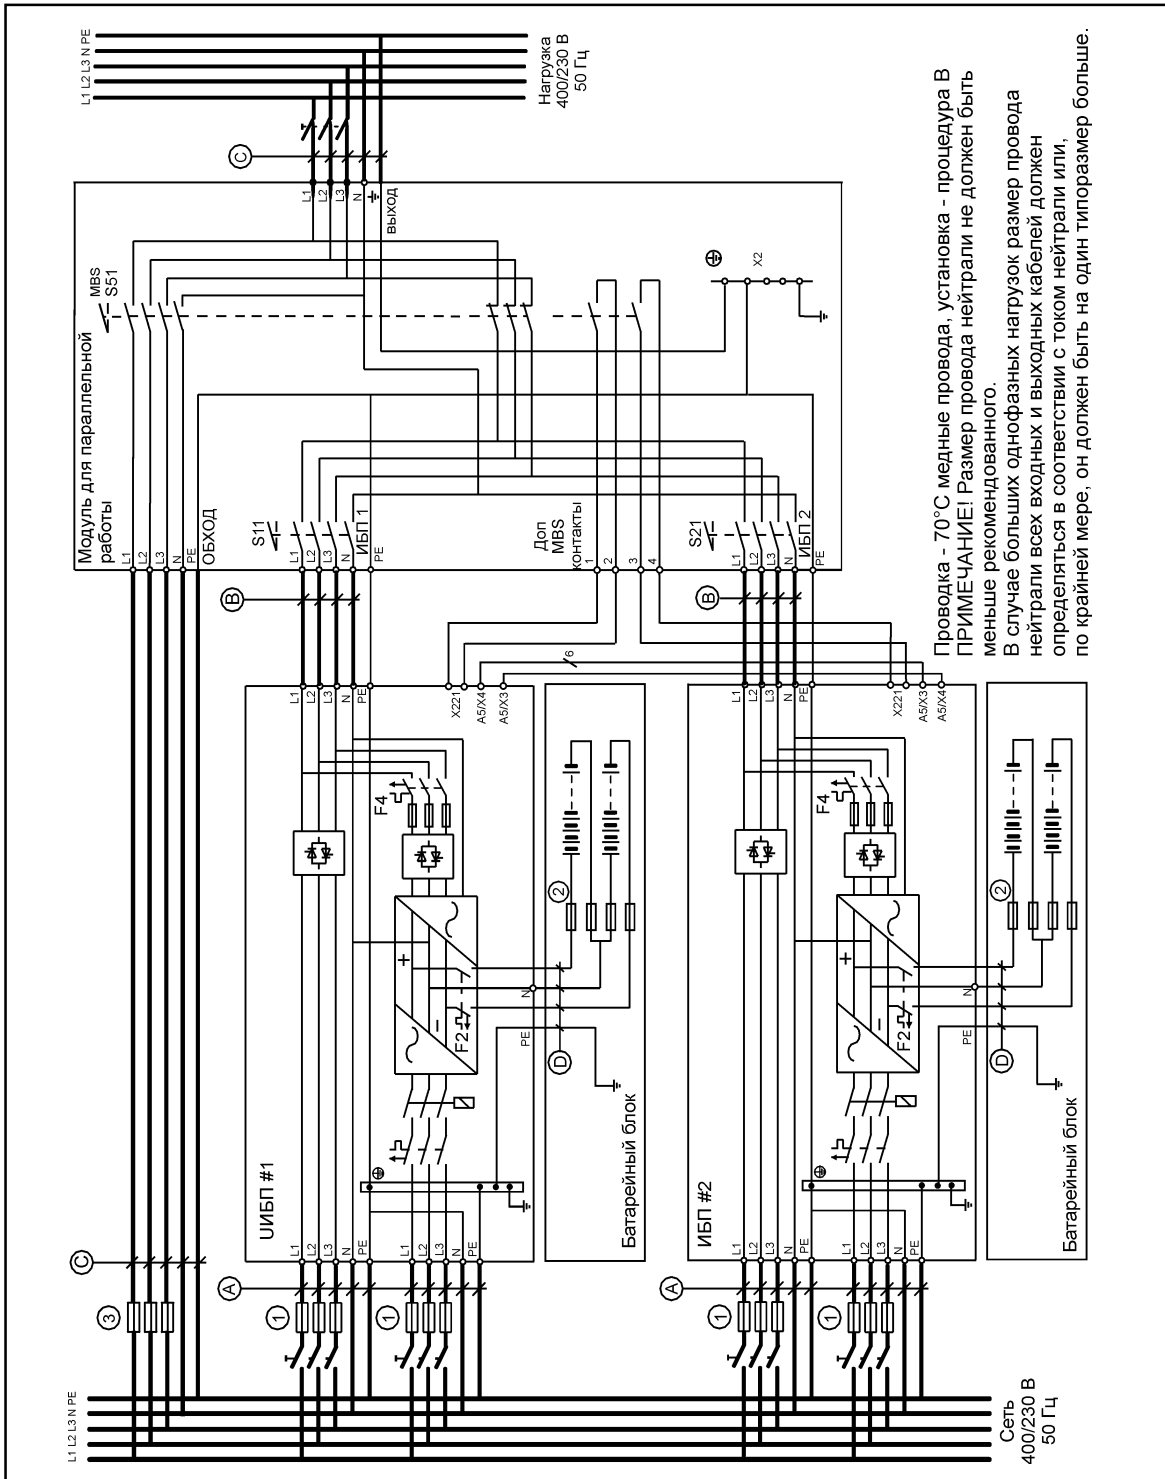 L1 L2 L3 N PE
Нагрузка
400/230 В
50 Гц
C
L1
L2
L3
N
ВЫХОД
MBS
S51
Модуль для параллельной
работы
L1
L2
L3
N
PE
ОБХОД
X2
S11
L1
L2
L3
N
ИБП 1
PE
Доп
MBS
контакты
1
2
3
4
S21
L1
L2
L3
N
ИБП 2
PE
B
B
6
UИБП #1
L1
L2
L3
N
PE
X221
A5/X4
A5/X3
F4
+
−
F2
N
PE
D
2
Батарейный блок
L1
L2
L3
N
PE
L1
L2
L3
N
PE
ИБП #2
L1
L2
L3
N
PE
X221
A5/X3
A5/X4
F4
+
−
F2
N
PE
D
2
Батарейный блок
L1
L2
L3
N
PE
L1
L2
L3
N
PE
C
3
A
1
1
A
1
1
L1 L2 L3 N PE
Сеть
400/230 В
50 Гц
Проводка - 70°C медные провода, установка - процедура В
ПРИМЕЧАНИЕ! Размер провода нейтрали не должен быть
меньше рекомендованного.
В случае больших однофазных нагрузок размер провода
нейтрали всех входных и выходных кабелей должен
определяться в соответствии с током нейтрали или,
по крайней мере, он должен быть на один типоразмер больше.